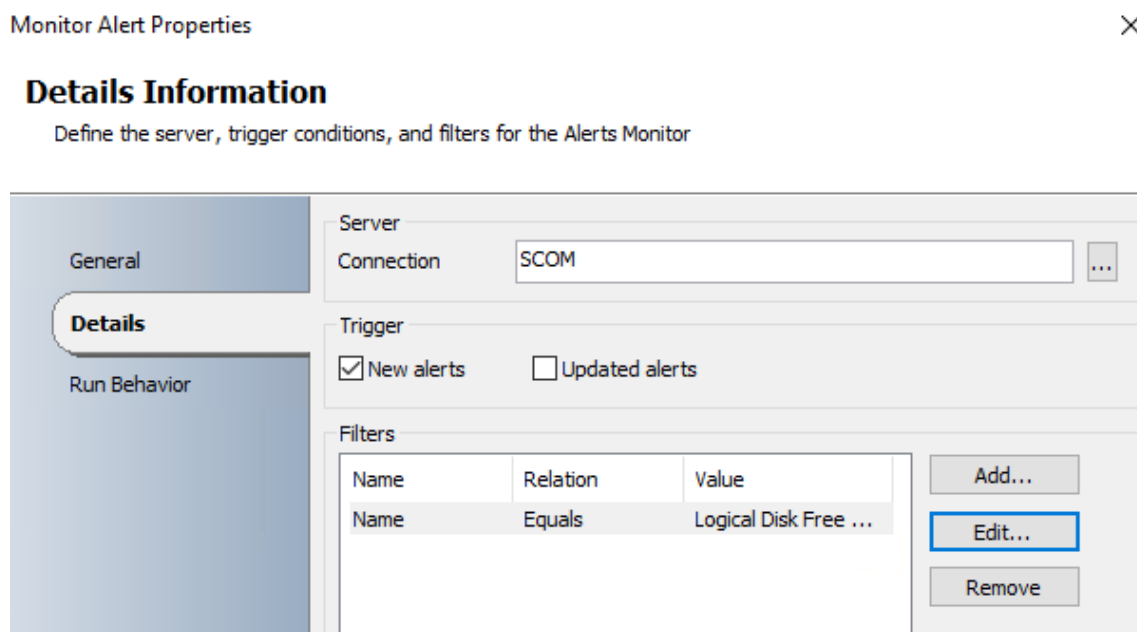 Monitor Alert Properties
Details Information
Define the server, trigger conditions, and filters for the Alerts Monitor
General
Details
Run Behavior
Server
Connection SCOM ...
Trigger
New alerts Updated alerts
Filters
Name Relation Value
Name Equals Logical Disk Free ...
Add...
Edit...
Remove